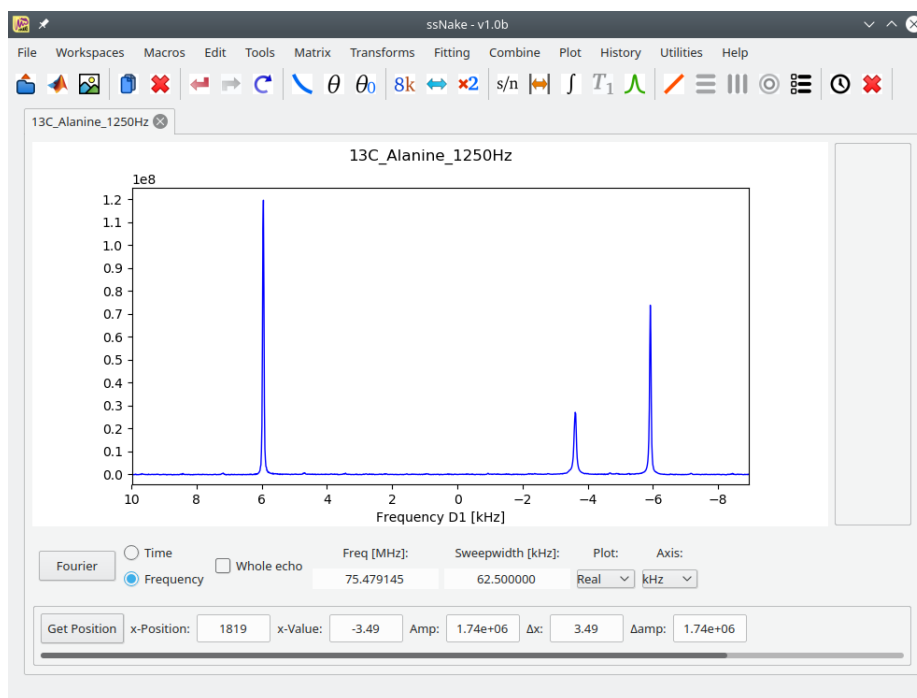 ssNake - v1.0b
File Workspaces Macros Edit Tools Matrix Transforms Fitting Combine Plot History Utilities Help
θ θ0 8k ×2 s/n ∫ T1
13C_Alanine_1250Hz
13C_Alanine_1250Hz
1e8
1.2
1.1
1.0
0.9
0.8
0.7
0.6
0.5
0.4
0.3
0.2
0.1
0.0
10 8 6 4 2 0 −2 −4 −6 −8
Frequency D1 [kHz]
Time Freq [MHz]: Sweepwidth [kHz]: Plot: Axis:
Fourier Whole echo
Frequency 75.479145 62.500000 Real kHz
Get Position x-Position: 1819 x-Value: -3.49 Amp: 1.74e+06 Δx: 3.49 Δamp: 1.74e+06